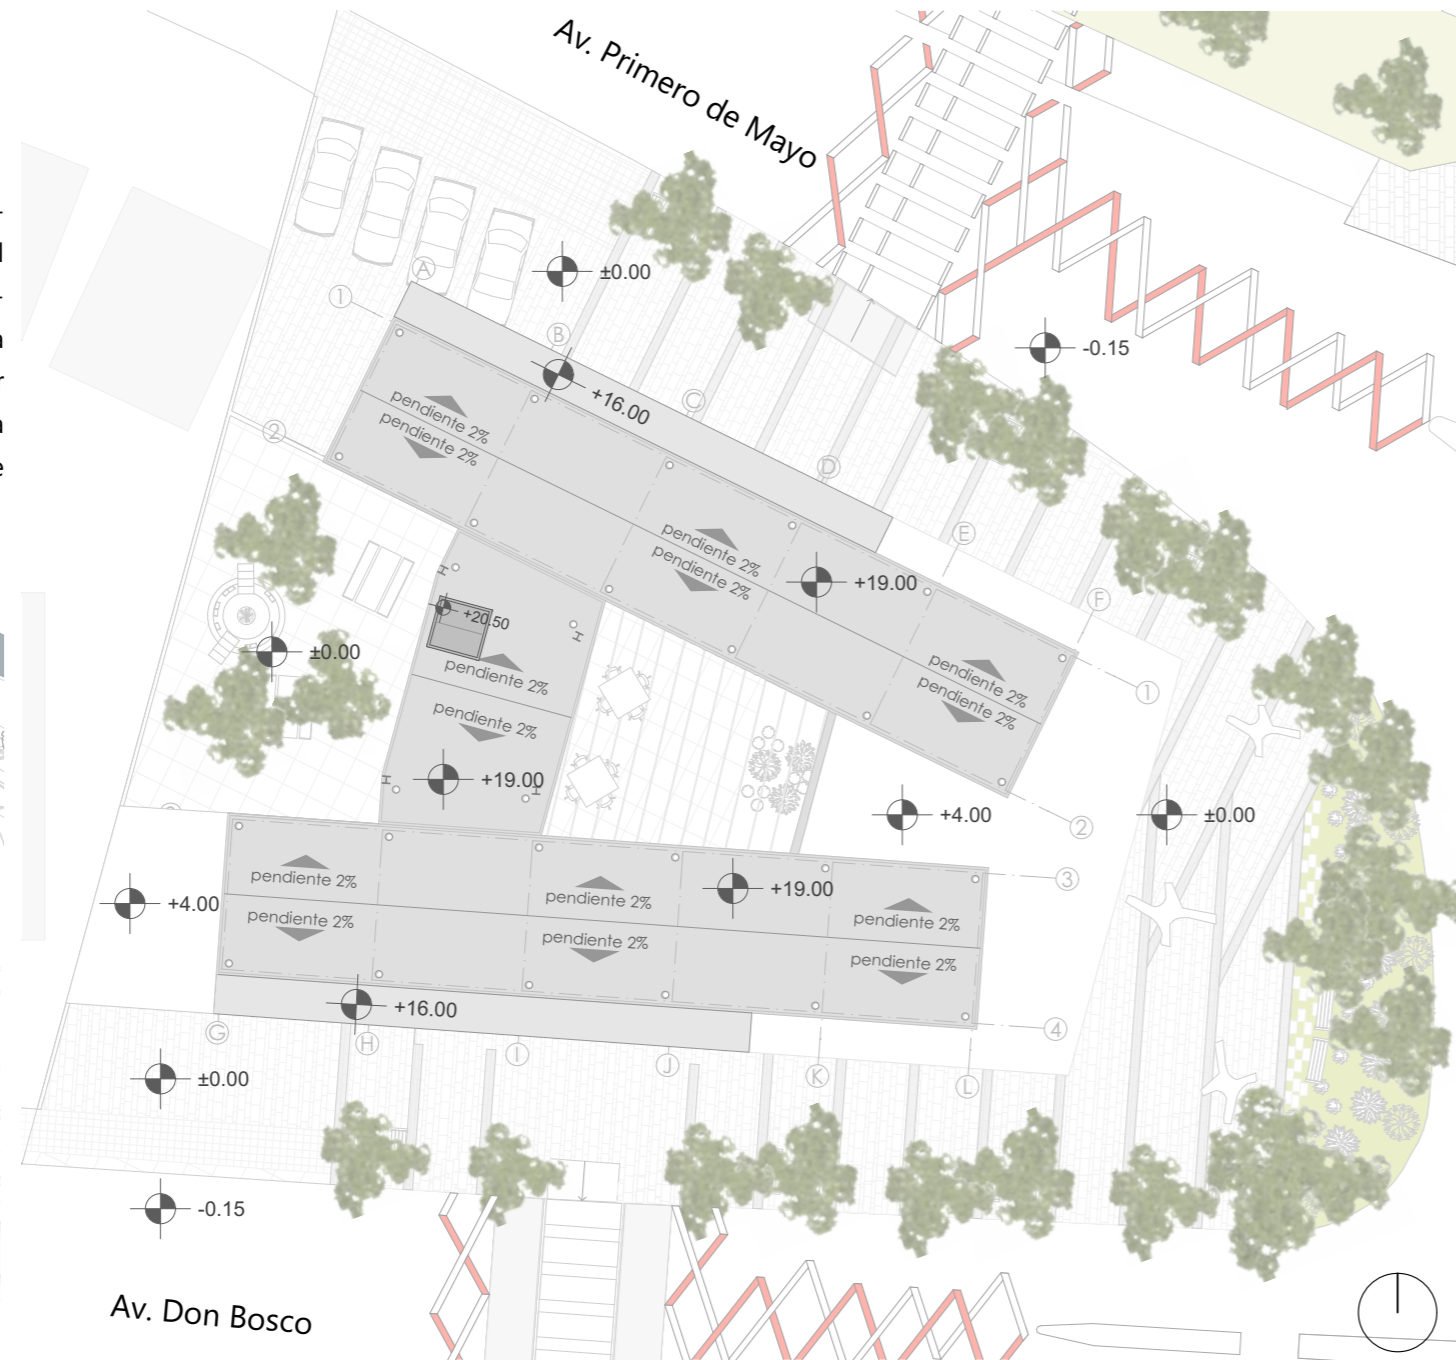 Av. Primero de Mayo
l
a
r
a
e
A
±0.00
1
B
-0.15
+16.00
C
pendiente 2%
pendiente 2%
2
D
pendiente 2%
pendiente 2%
E
+19.00
F
+20.50
±0.00
pendiente 2%
pendiente 2%
pendiente 2%
1
pendiente 2%
+19.00
+4.00
±0.00
2
pendiente 2%
pendiente 2%
+19.00
3
+4.00
pendiente 2%
pendiente 2%
pendiente 2%
pendiente 2%
+16.00
4
G
H
I
J
K
L
±0.00
-0.15
Av. Don Bosco